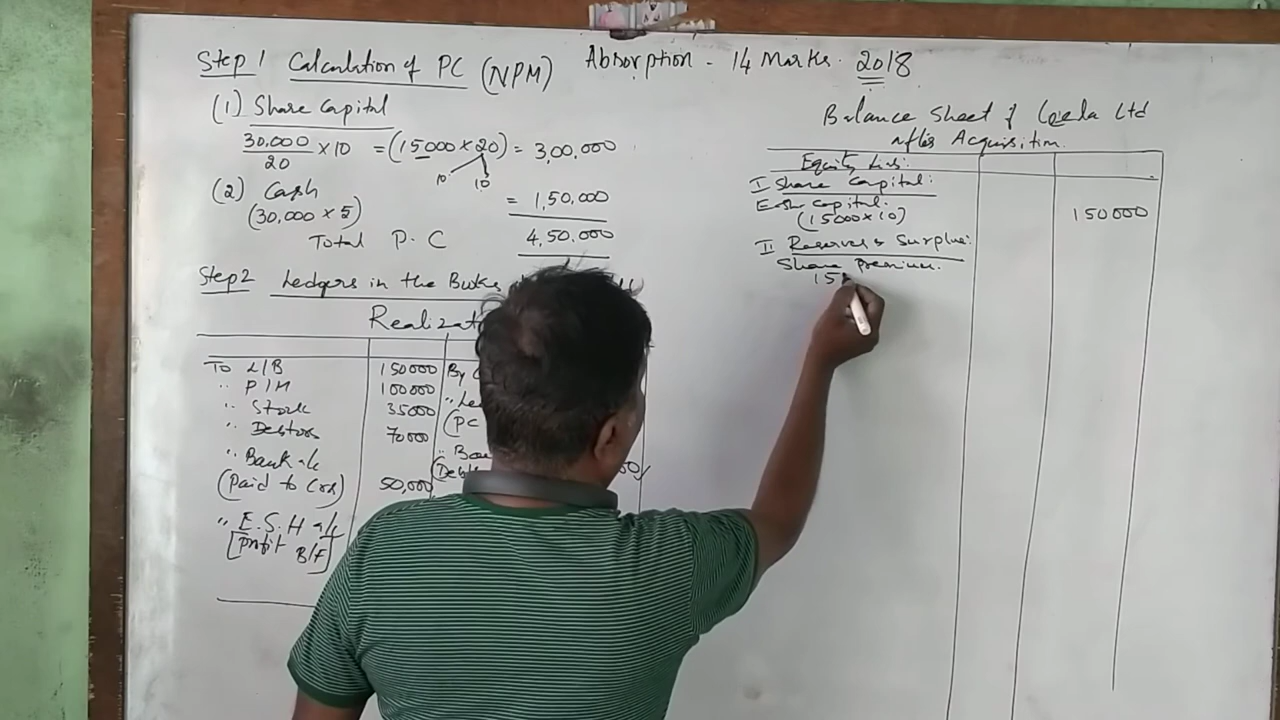 Step 1 Calculation of PC (NPM) Absorption - 14 Marks. 2018
(1) Share Capital
30,000 / 20 × 10 = (15000 × 20) = 3,00,000
10 10
(2) Cash
(30,000 × 5) = 1,50,000
Total P.C 4,50,000
Step 2 Ledgers in the Books
To L/B 150000 By
" P/M 100000
" Stock 35000 (PC
" Debtors 70000
" Bank a/c
(Paid to Crs) 50,000
" E.S.H a/c
[Profit B/F]
Balance Sheet of Leela Ltd
after Acquisition.
Equity Lias:
I Share Capital:
Capital:
(15000×10) 150000
II Reserves & Surplus:
Share Premium.
15